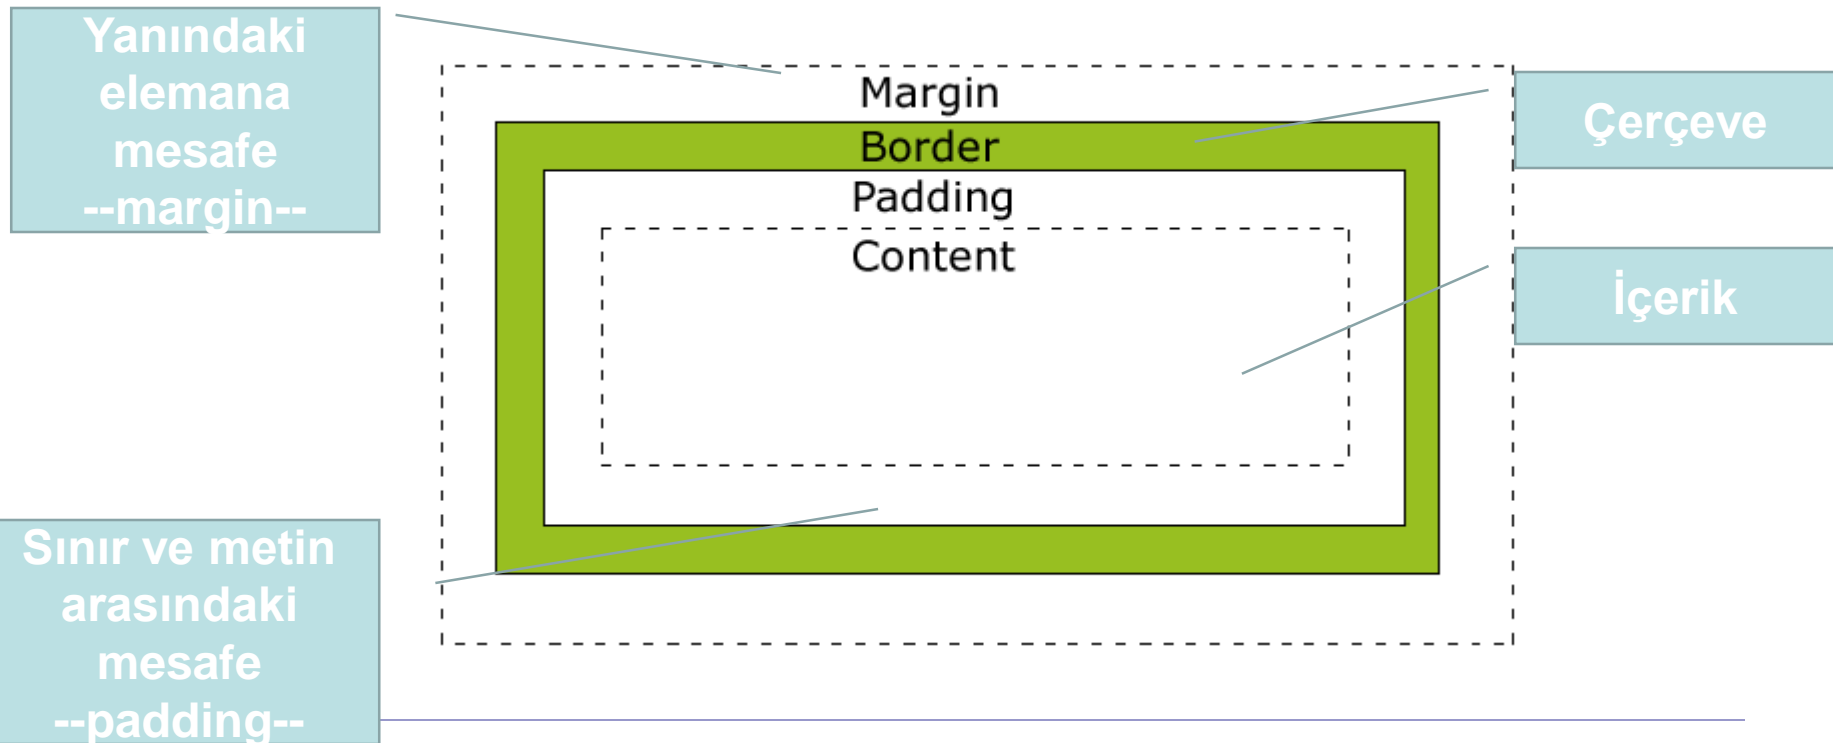 Yanındaki
elemana
mesafe
--margin--
Margin
Border
Padding
Content
Çerçeve
İçerik
Sınır ve metin
arasındaki
mesafe
--padding--